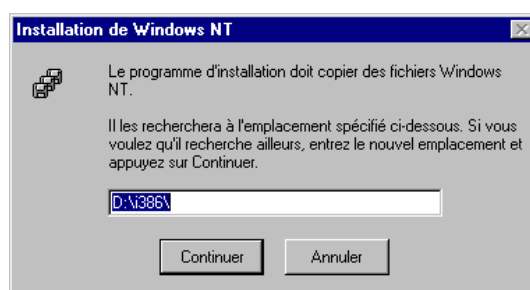 Installation de Windows NT
Le programme d'installation doit copier des fichiers Windows
NT.
Il les recherchera à l'emplacement spécifié ci-dessous. Si vous
voulez qu'il recherche ailleurs, entrez le nouvel emplacement et
appuyez sur Continuer.
D:\i386\
Continuer Annuler